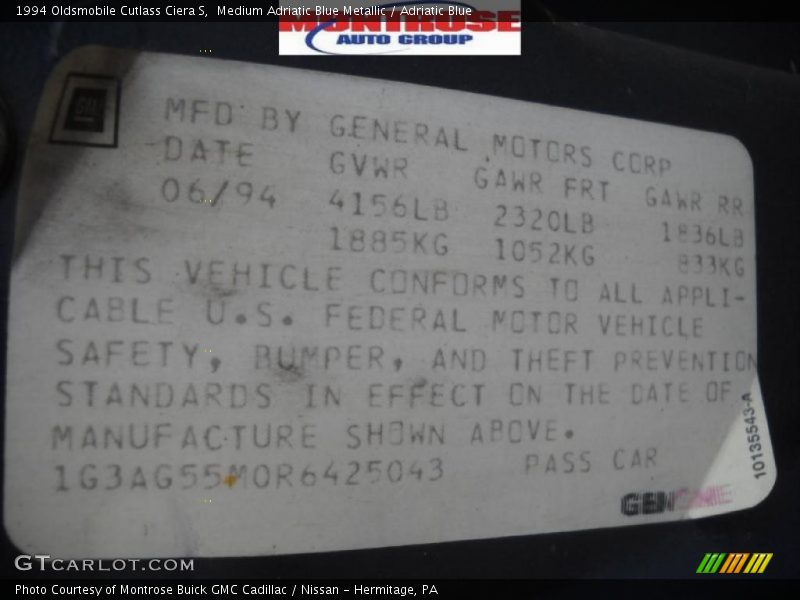 1994 Oldsmobile Cutlass Ciera S,  Medium Adriatic Blue Metallic / Adriatic Blue
MONTROSE
AUTO GROUP
GM
MFD BY GENERAL MOTORS CORP
DATE GVWR GAWR FRT GAWR RR
06/94 4156LB 2320LB 1836LB
1885KG 1052KG 833KG
THIS VEHICLE CONFORMS TO ALL APPLI-
CABLE U.S. FEDERAL MOTOR VEHICLE
SAFETY, BUMPER, AND THEFT PREVENTION
STANDARDS IN EFFECT ON THE DATE OF
MANUFACTURE SHOWN ABOVE.
1G3AG55M0R6425043 PASS CAR
10135543-A
GTCARLOT.COM
Photo Courtesy of Montrose Buick GMC Cadillac / Nissan - Hermitage, PA